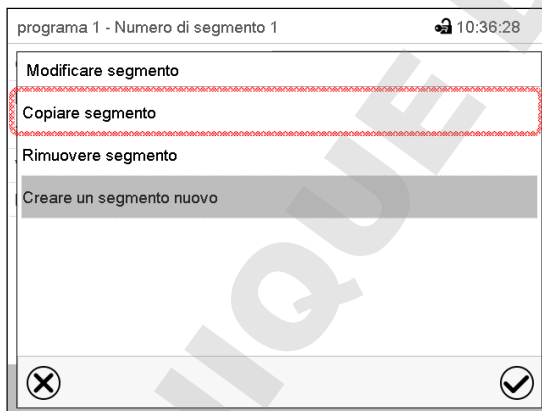 programa 1 - Numero di segmento 1 10:36:28
Modificare segmento
Copiare segmento
Rimuovere segmento
Creare un segmento nuovo